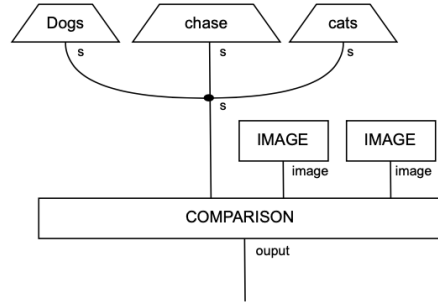 Dogs chase cats
s s s
s
IMAGE IMAGE
image image
COMPARISON
ouput